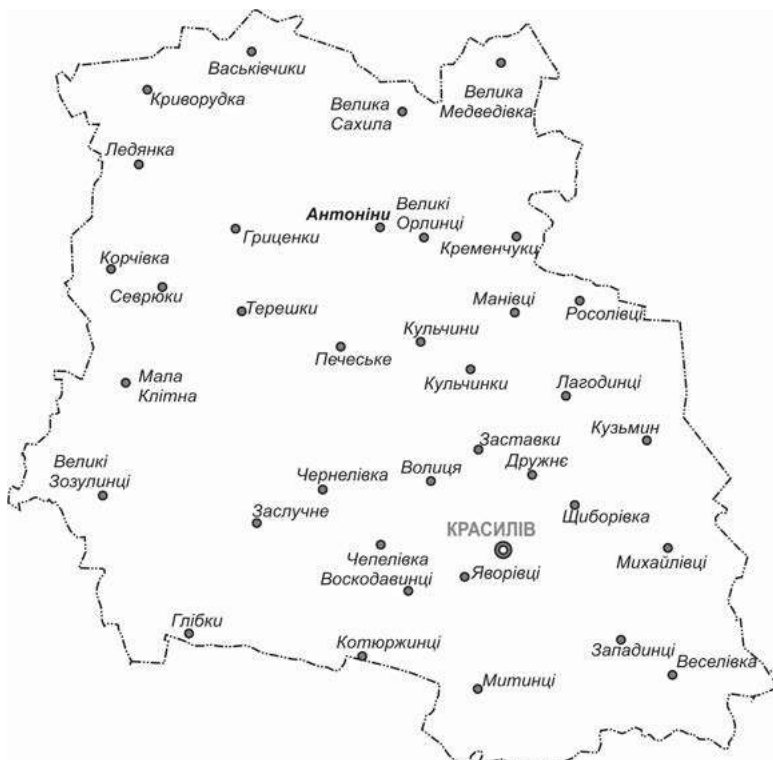 Васьківчики
Криворудка
Велика
Сахила
Велика
Медведівка
Ледянка
Антоніни
Великі
Орлинці
Гриценки
Кременчуки
Корчівка
Севрюки
Терешки
Манівці
Росолівці
Кульчини
Печеське
Кульчинки
Мала
Клітна
Лагодинці
Заставки
Кузьмин
Великі
Зозулинці
Чернелівка
Волиця
Дружнє
Заслучне
Щиборівка
КРАСИЛІВ
Чепелівка
Михайлівці
Воскодавинці
Яворівці
Глібки
Котюржинці
Западинці
Веселівка
Митинці